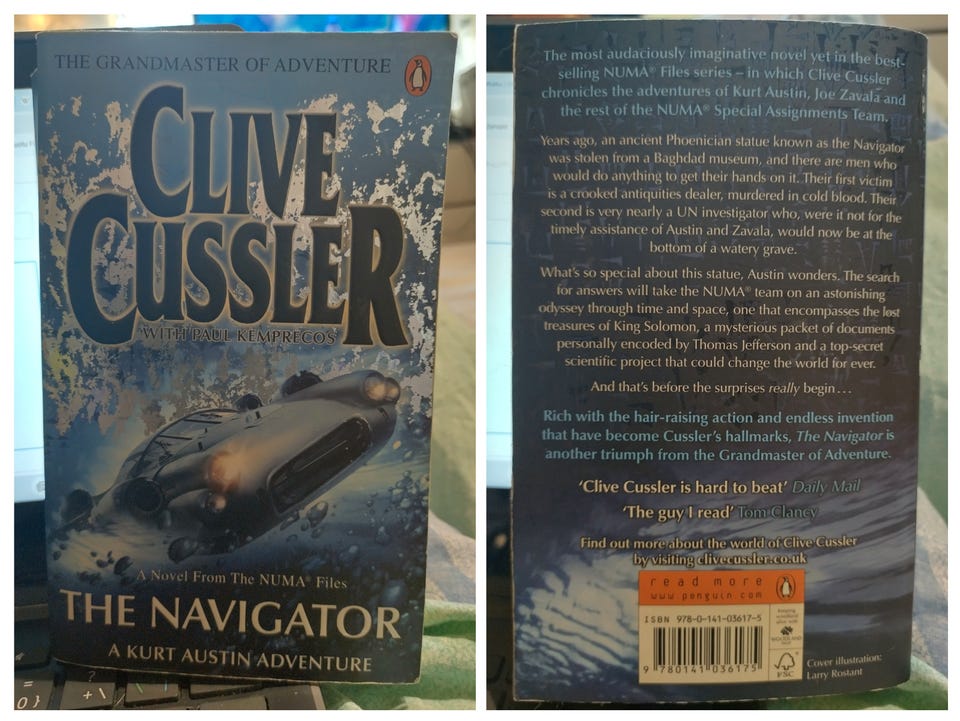 THE GRANDMASTER OF ADVENTURE
CLIVE
CUSSLER
WITH PAUL KEMPRECOS
A Novel From The NUMA® Files
THE NAVIGATOR
A KURT AUSTIN ADVENTURE
The most audaciously imaginative novel yet in the best-
selling NUMA® Files series – in which Clive Cussler
chronicles the adventures of Kurt Austin, Joe Zavala and
the rest of the NUMA® Special Assignments Team.
Years ago, an ancient Phoenician statue known as the Navigator
was stolen from a Baghdad museum, and there are men who
would do anything to get their hands on it. Their first victim
is a crooked antiquities dealer, murdered in cold blood. Their
second is very nearly a UN investigator who, were it not for the
timely assistance of Austin and Zavala, would now be at the
bottom of a watery grave.
What's so special about this statue, Austin wonders. The search
for answers will take the NUMA® team on an astonishing
odyssey through time and space, one that encompasses the lost
treasures of King Solomon, a mysterious packet of documents
personally encoded by Thomas Jefferson and a top-secret
scientific project that could change the world for ever.
And that's before the surprises really begin...
Rich with the hair-raising action and endless invention
that have become Cussler's hallmarks, The Navigator is
another triumph from the Grandmaster of Adventure.
'Clive Cussler is hard to beat' Daily Mail
'The guy I read' Tom Clancy
Find out more about the world of Clive Cussler
by visiting clivecussler.co.uk
read more
www.penguin.com
ISBN 978-0-141-03617-5
9 780141 036175
FSC
Cover illustration:
Larry Rostant